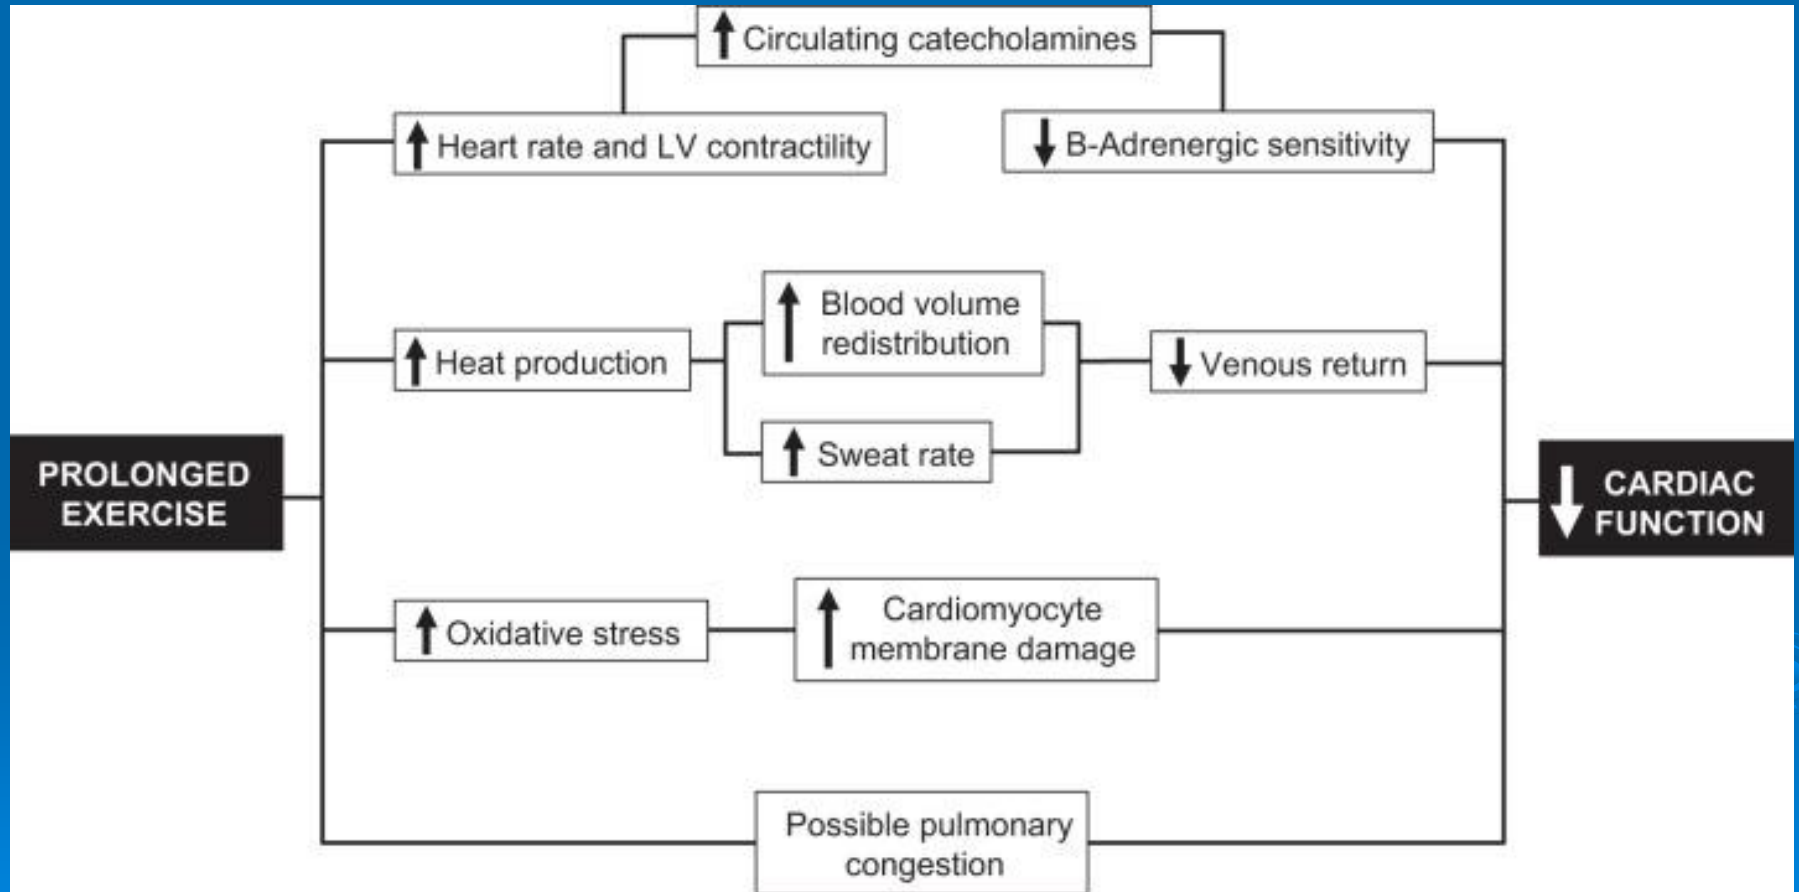 ↑ Circulating catecholamines
↑ Heart rate and LV contractility
↓ B-Adrenergic sensitivity
↑ Blood volume
redistribution
↑ Heat production
↓ Venous return
↑ Sweat rate
PROLONGED
EXERCISE
↓ CARDIAC
FUNCTION
↑ Oxidative stress
↑ Cardiomyocyte
membrane damage
Possible pulmonary
congestion